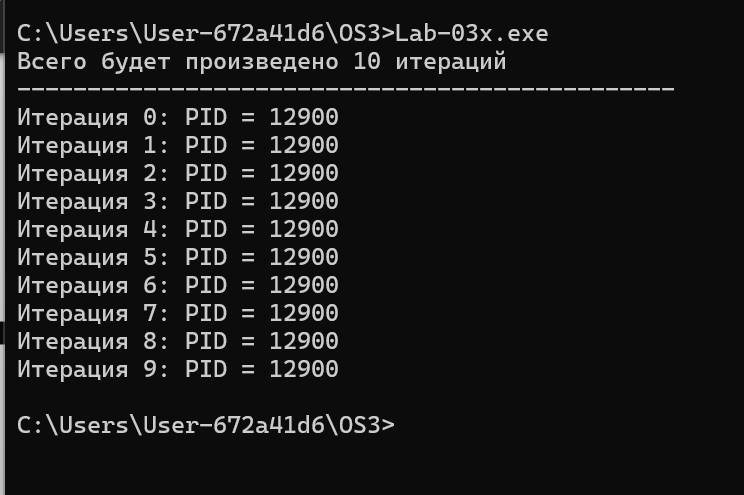 C:\Users\User-672a41d6\OS3>Lab-03x.exe
Всего будет произведено 10 итераций
-----------------------------------------------
Итерация 0: PID = 12900
Итерация 1: PID = 12900
Итерация 2: PID = 12900
Итерация 3: PID = 12900
Итерация 4: PID = 12900
Итерация 5: PID = 12900
Итерация 6: PID = 12900
Итерация 7: PID = 12900
Итерация 8: PID = 12900
Итерация 9: PID = 12900
C:\Users\User-672a41d6\OS3>